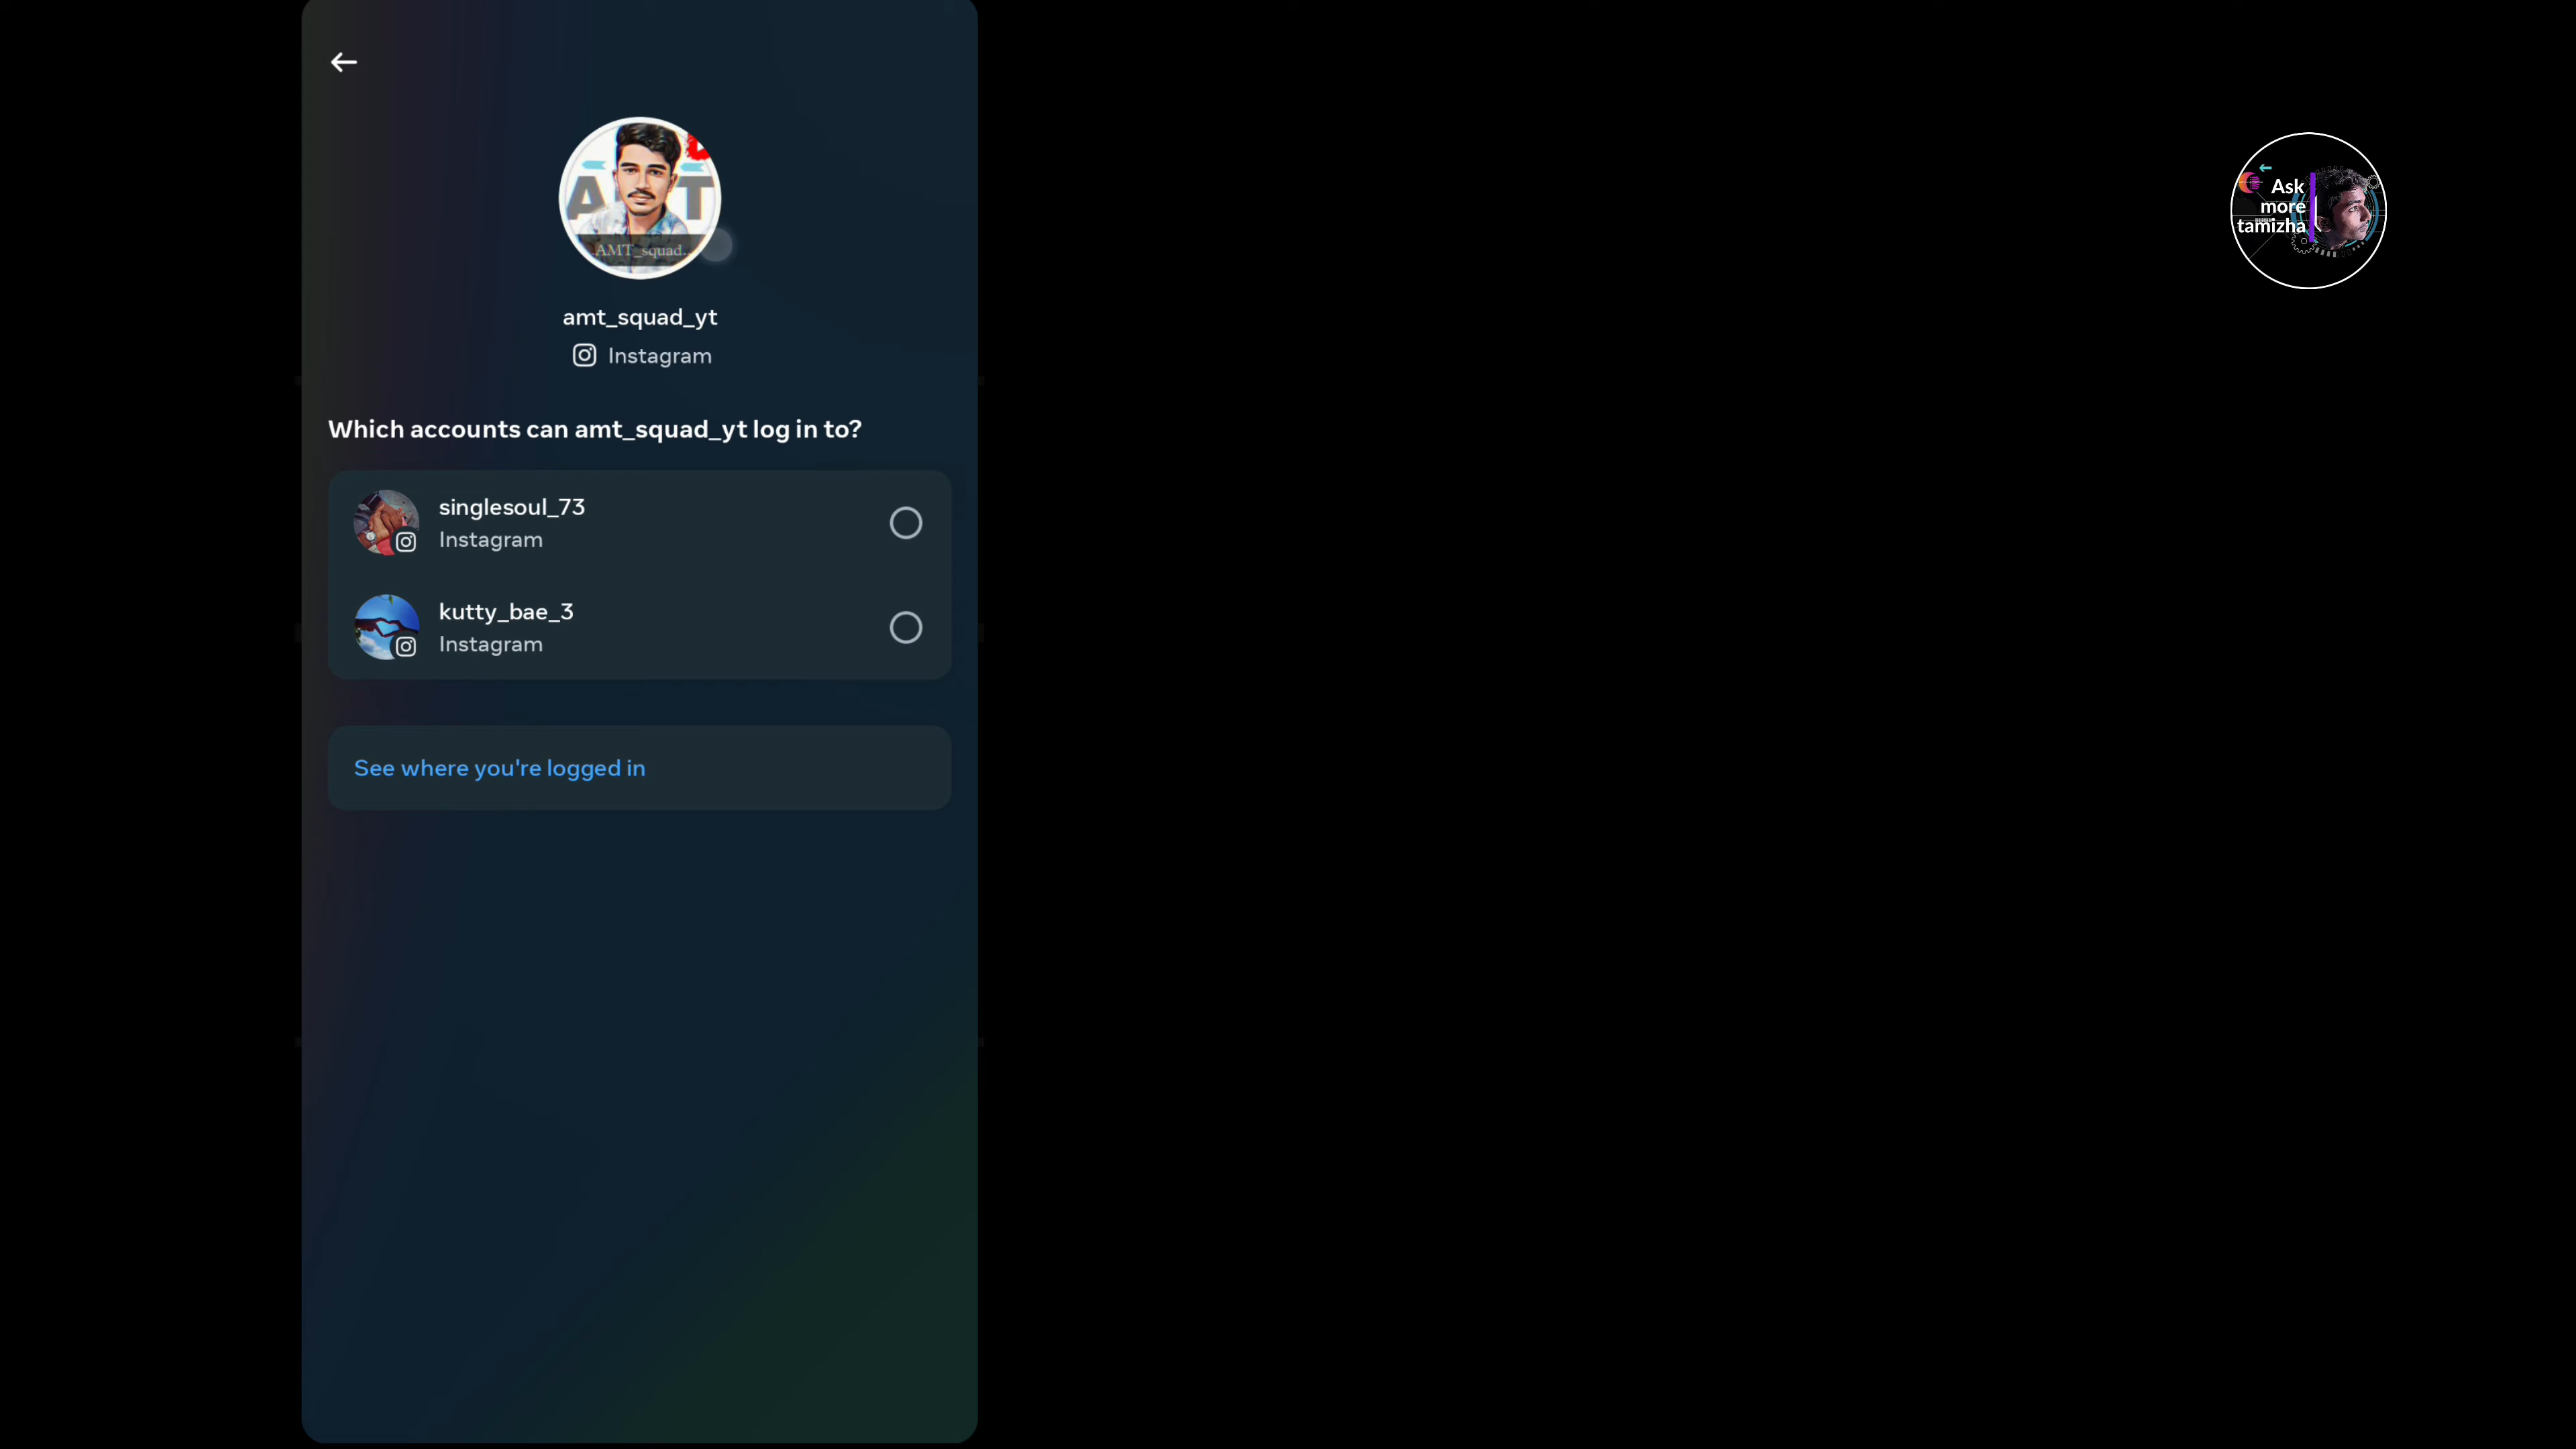 AMT_squad...
amt_squad_yt
Instagram
Which accounts can amt_squad_yt log in to?
singlesoul_73
Instagram
kutty_bae_3
Instagram
See where you're logged in
Ask
more
tamizha